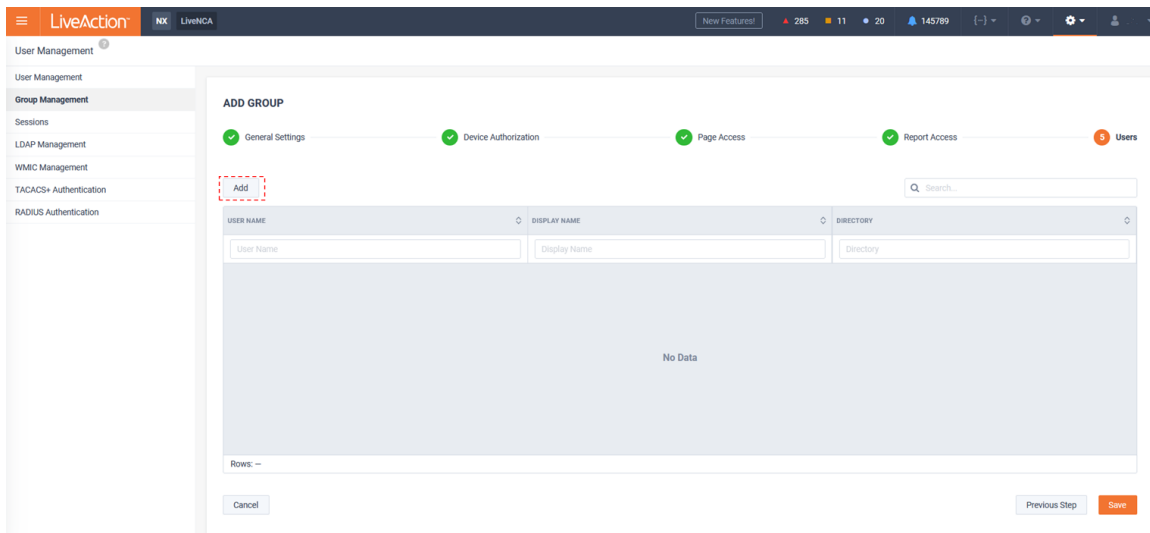 LiveAction NX LiveNCA New Features! 285 11 20 145789 {-}
User Management
User Management
Group Management
Sessions
LDAP Management
WMIC Management
TACACS+ Authentication
RADIUS Authentication
ADD GROUP
General Settings Device Authorization Page Access Report Access 5 Users
Add Search...
USER NAME DISPLAY NAME DIRECTORY
User Name Display Name Directory
No Data
Rows: —
Cancel Previous Step Save